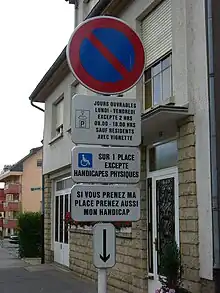 JOURS OUVRABLES
LUNDI - VENDREDI
EXCEPTE 2 HRS
08.00 - 18.00 HRS
SAUF RESIDENTS
AVEC VIGNETTE
SUR 1 PLACE
EXCEPTE
HANDICAPES PHYSIQUES
SI VOUS PRENEZ MA
PLACE PRENEZ AUSSI
MON HANDICAP